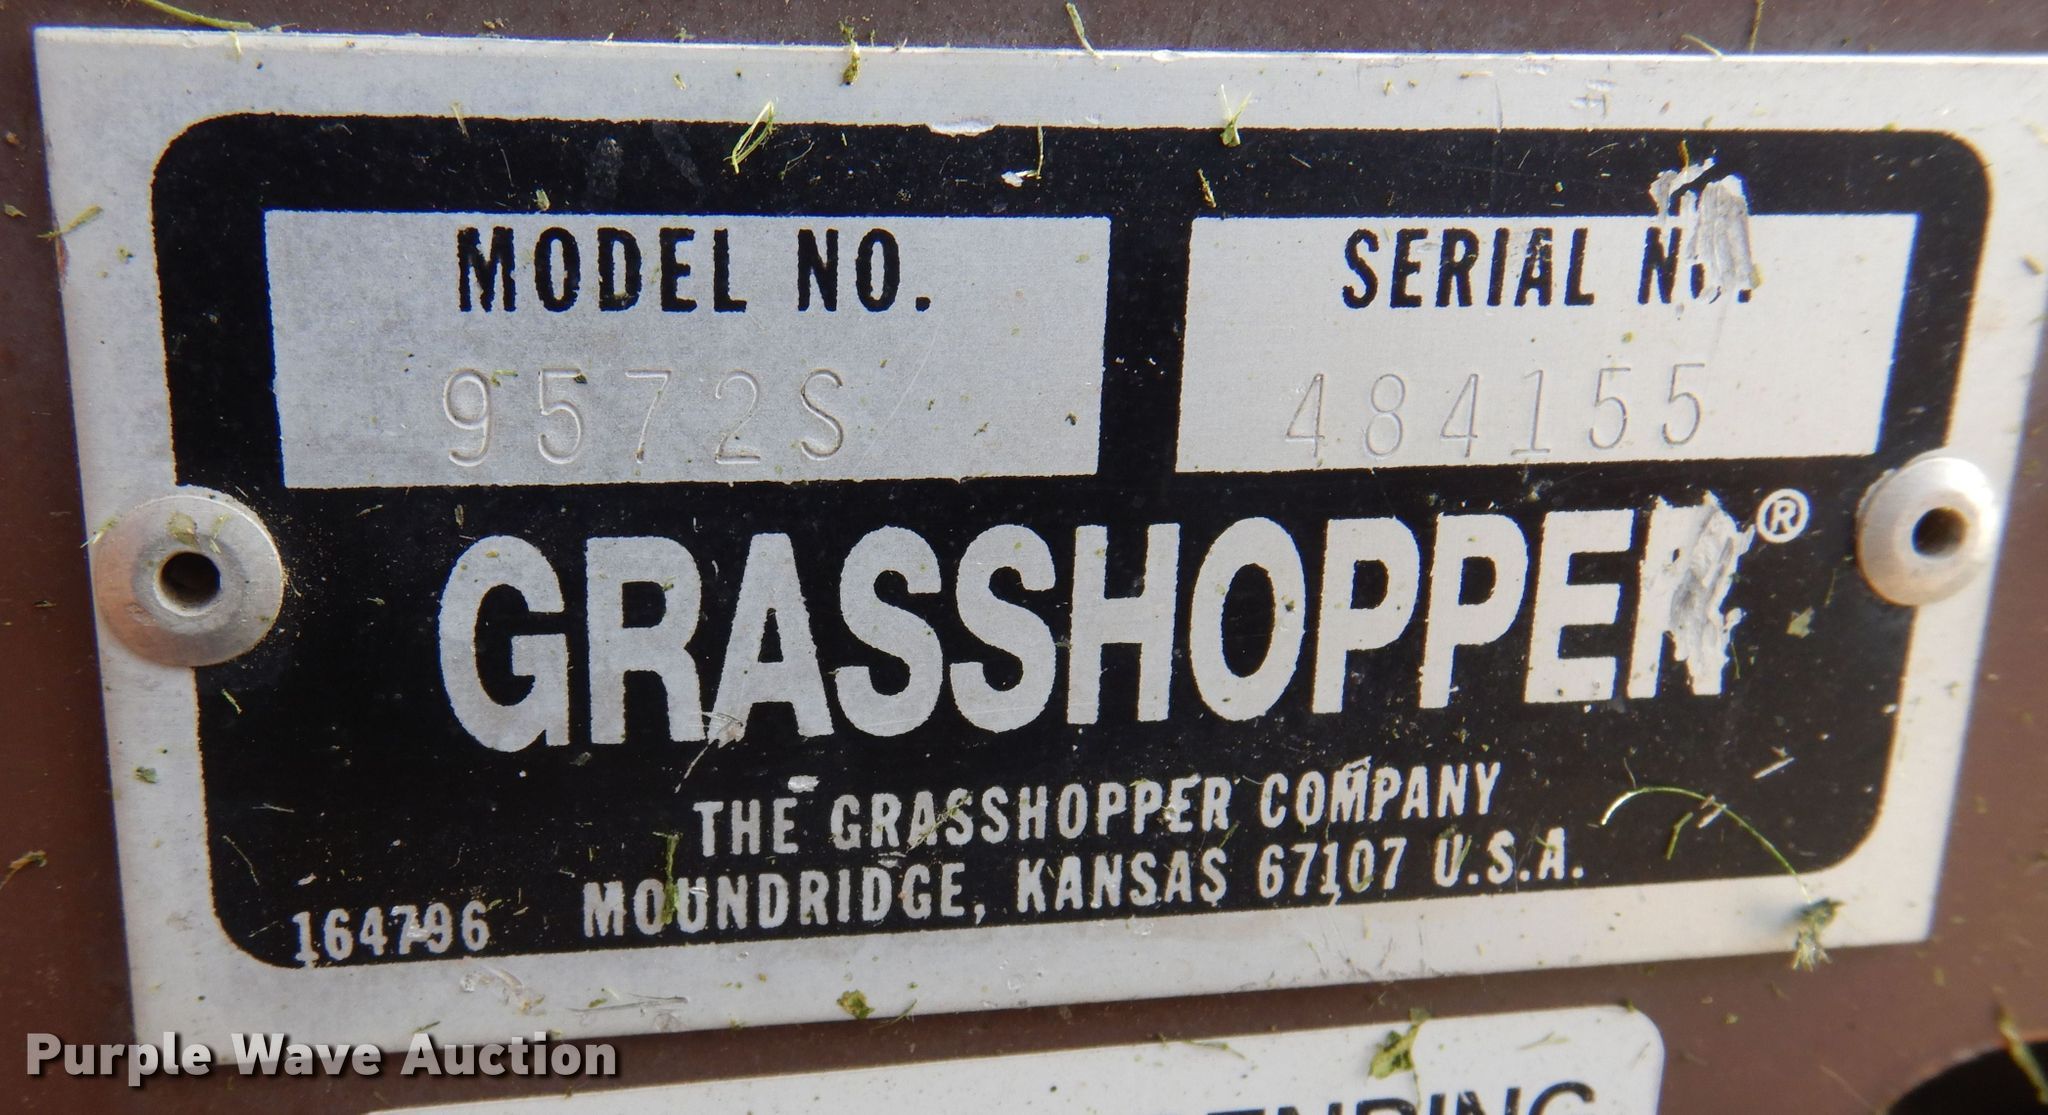 MODEL NO. SERIAL NO.
9572S 484155
GRASSHOPPER®
THE GRASSHOPPER COMPANY
MOUNDRIDGE, KANSAS 67107 U.S.A.
164796
Purple Wave Auction